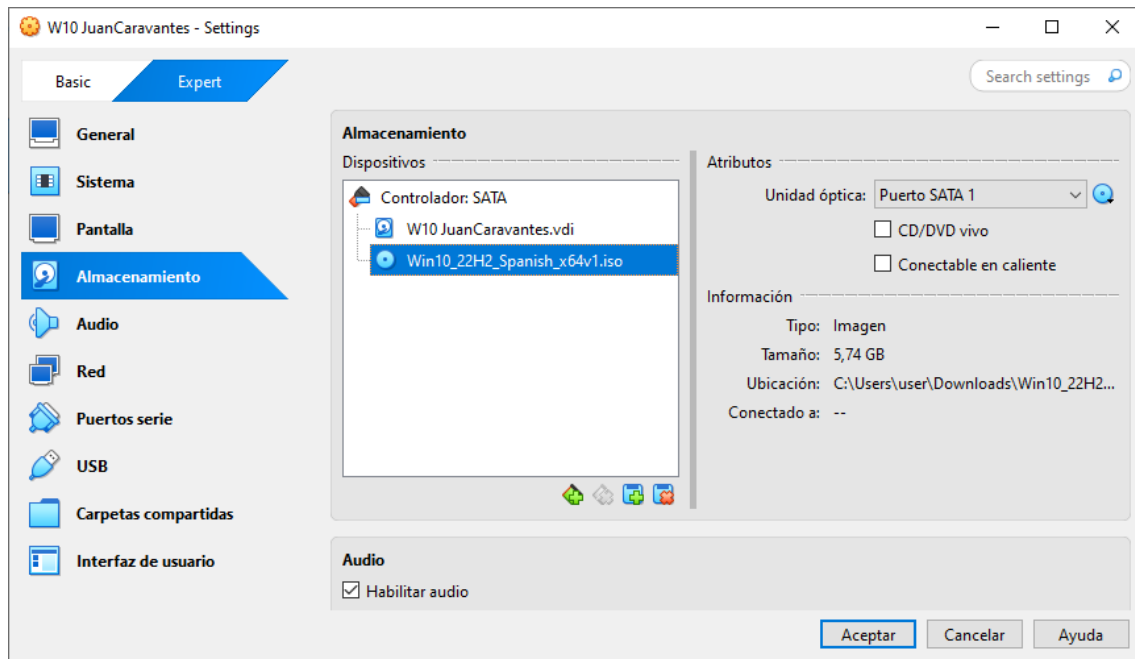 W10 JuanCaravantes - Settings
Basic
Expert
Search settings
General
Sistema
Pantalla
Almacenamiento
Audio
Red
Puertos serie
USB
Carpetas compartidas
Interfaz de usuario
Almacenamiento
Dispositivos
Controlador: SATA
W10 JuanCaravantes.vdi
Win10_22H2_Spanish_x64v1.iso
Atributos
Unidad óptica: Puerto SATA 1
CD/DVD vivo
Conectable en caliente
Información
Tipo: Imagen
Tamaño: 5,74 GB
Ubicación: C:\Users\user\Downloads\Win10_22H2...
Conectado a: --
Audio
Habilitar audio
Aceptar
Cancelar
Ayuda